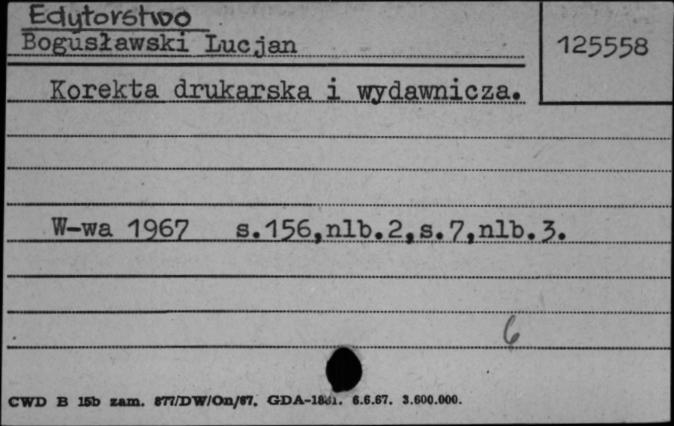 Edytorstwo
Bogusławski Lucjan
125558
Korekta drukarska i wydawnicza.
W-wa 1967 s.156,nlb.2,s.7,nlb.3.
6
CWD B 15b zam. 877/DW/On/67. GDA-1881. 6.6.67. 3.600.000.